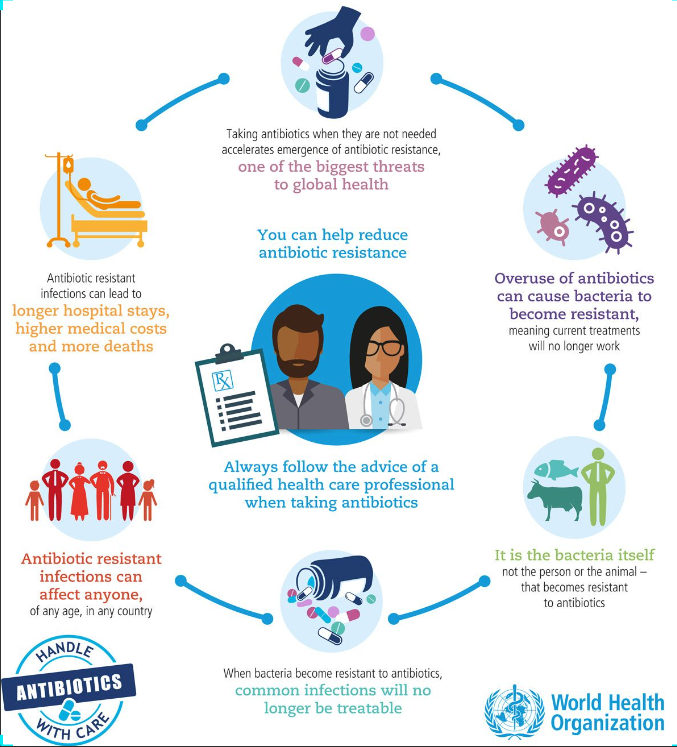 Taking antibiotics when they are not needed
accelerates emergence of antibiotic resistance,
one of the biggest threats
to global health
Overuse of antibiotics
can cause bacteria to
become resistant,
meaning current treatments
will no longer work
It is the bacteria itself
not the person or the animal –
that becomes resistant
to antibiotics
When bacteria become resistant to antibiotics,
common infections will no
longer be treatable
Antibiotic resistant
infections can
affect anyone,
of any age, in any country
Antibiotic resistant
infections can lead to
longer hospital stays,
higher medical costs
and more deaths
You can help reduce
antibiotic resistance
Rx
Always follow the advice of a
qualified health care professional
when taking antibiotics
HANDLE
ANTIBIOTICS
WITH CARE
World Health
Organization